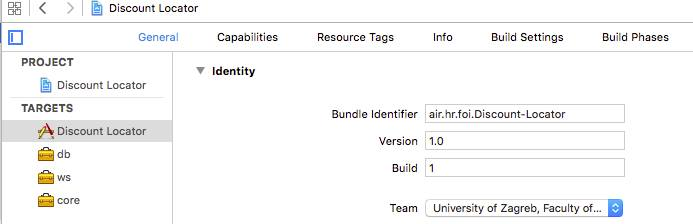 Discount Locator
General Capabilities Resource Tags Info Build Settings Build Phases
PROJECT
Discount Locator
TARGETS
Discount Locator
db
ws
core
Identity
Bundle Identifier air.hr.foi.Discount-Locator
Version 1.0
Build 1
Team University of Zagreb, Faculty of...